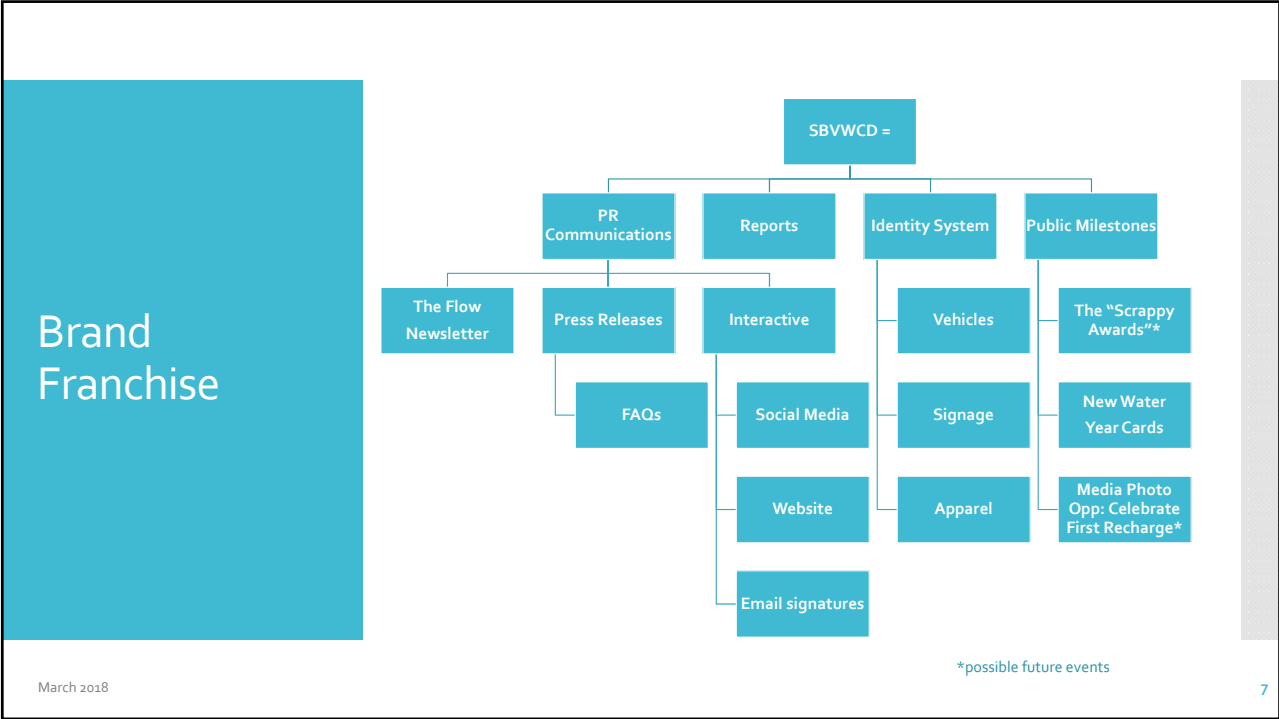 Brand
Franchise
SBVWCD =
PR
Communications
Reports
Identity System
Public Milestones
The Flow
Newsletter
Press Releases
Interactive
Vehicles
The “Scrappy
Awards”*
FAQs
Social Media
Signage
New Water
Year Cards
Website
Apparel
Media Photo
Opp: Celebrate
First Recharge*
Email signatures
*possible future events
March 2018
7